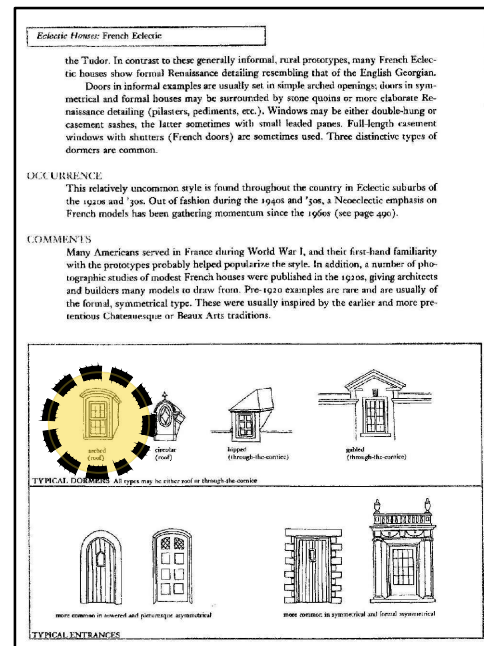 Eclectic Houses: French Eclectic
the Tudor. In contrast to these generally informal, rural prototypes, many French Eclec-
tic houses show formal Renaissance detailing resembling that of the English Georgian.
Doors in informal examples are usually set in simple arched openings; doors in sym-
metrical and formal houses may be surrounded by stone quoins or more elaborate Re-
naissance detailing (pilasters, pediments, etc.). Windows may be either double-hung or
casement sashes, the latter sometimes with small leaded panes. Full-length casement
windows with shutters (French doors) are sometimes used. Three distinctive types of
dormers are common.
OCCURRENCE
This relatively uncommon style is found throughout the country in Eclectic suburbs of
the 1920s and '30s. Out of fashion during the 1940s and '50s, a Neoeclectic emphasis on
French models has been gathering momentum since the 1960s (see page 490).
COMMENTS
Many Americans served in France during World War I, and their first-hand familiarity
with the prototypes probably helped popularize the style. In addition, a number of pho-
tographic studies of modest French houses were published in the 1920s, giving architects
and builders many models to draw from. Pre-1920 examples are rare and are usually of
the formal, symmetrical type. These were usually inspired by the earlier and more pre-
tentious Chateauesque or Beaux Arts traditions.
arched
(roof)
circular
(roof)
hipped
(through-the-cornice)
gabled
(through-the-cornice)
TYPICAL DORMERS All types may be either roof or through-the-cornice
more common in towered and picturesque asymmetrical
more common in symmetrical and formal asymmetrical
TYPICAL ENTRANCES